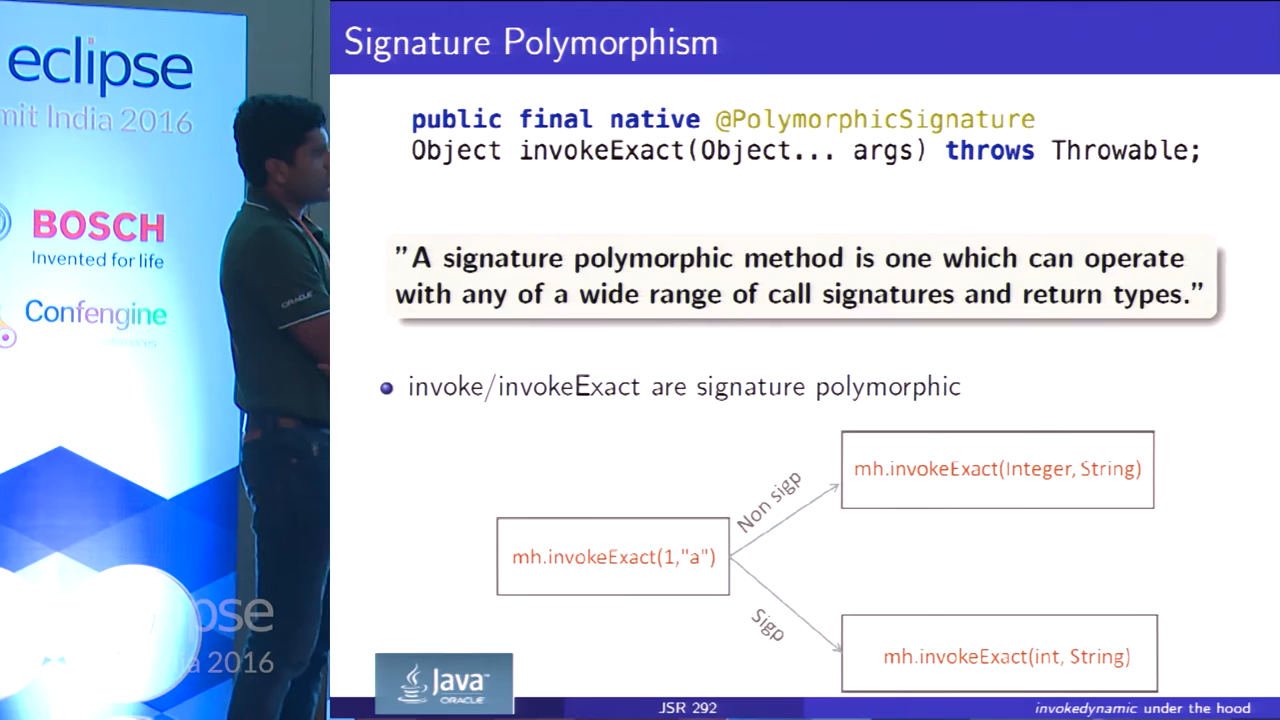 eclipse
mit India 2016
BOSCH
Invented for life
Confengine
ORACLE
pse
a 2016
Signature Polymorphism
public final native @PolymorphicSignature
Object invokeExact(Object... args) throws Throwable;
”A signature polymorphic method is one which can operate
with any of a wide range of call signatures and return types.”
invoke/invokeExact are signature polymorphic
mh.invokeExact(1,"a")
Non sigp
mh.invokeExact(Integer, String)
Sigp
mh.invokeExact(int, String)
Java™
ORACLE
JSR 292
invokedynamic under the hood